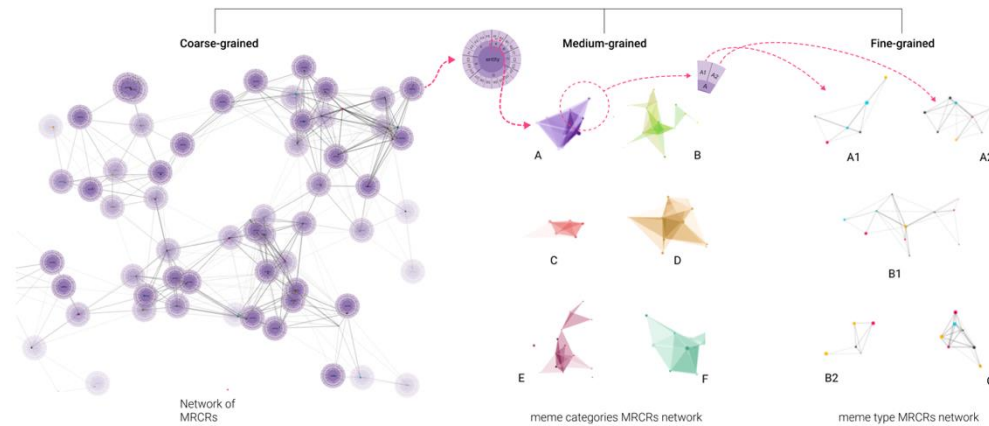 Coarse-grained
Medium-grained
Fine-grained
entity
A1 A2
A
A
B
A1
A2
C
D
B1
E
F
B2
Network of
MRCRs
meme categories MRCRs network
meme type MRCRs network